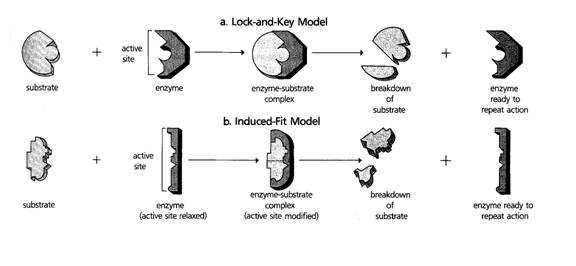 a. Lock-and-Key Model
+
active
site
+
substrate
enzyme
enzyme-substrate
complex
breakdown
of
substrate
enzyme
ready to
repeat action
b. Induced-Fit Model
+
active
site
+
substrate
enzyme
(active site relaxed)
enzyme-substrate
complex
(active site modified)
breakdown
of
substrate
enzyme ready to
repeat action